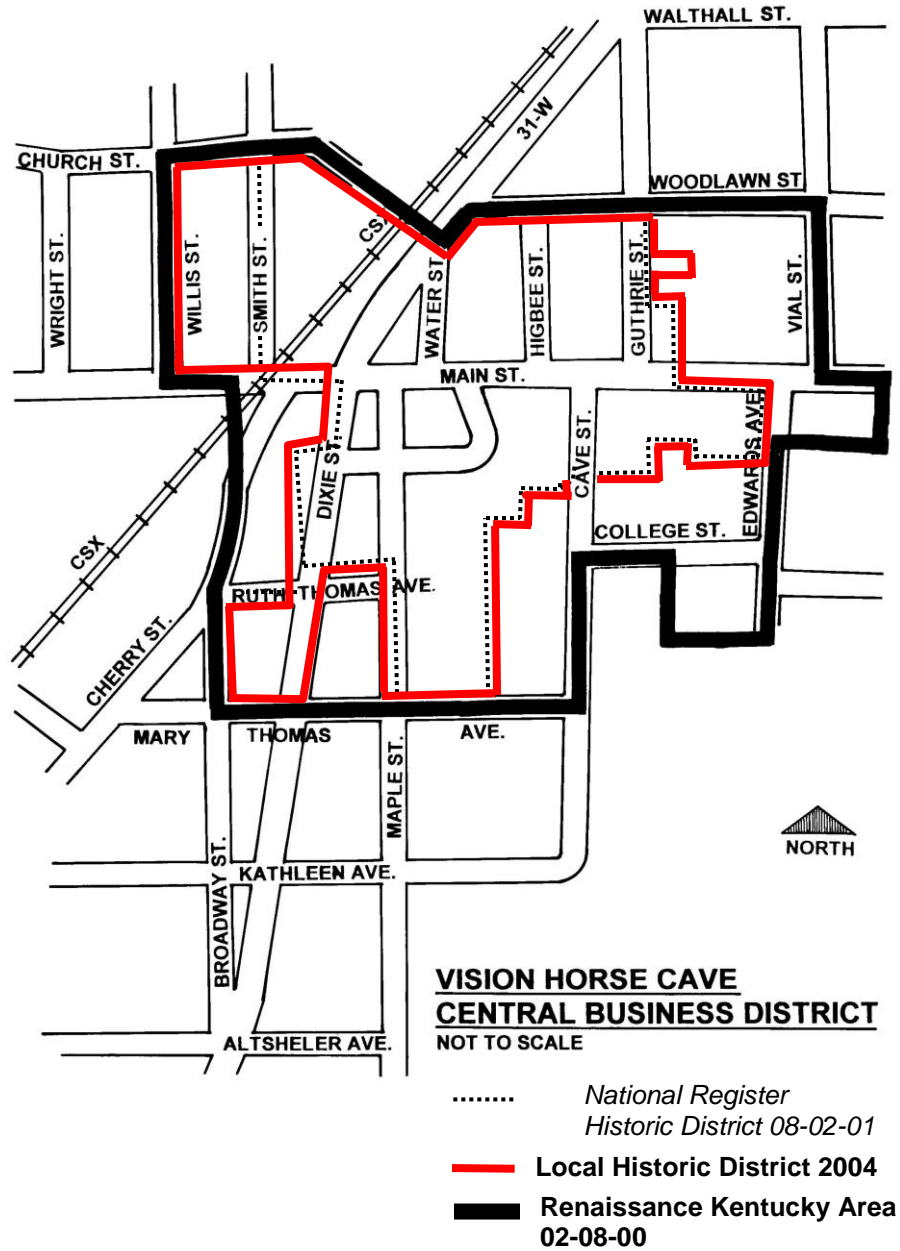 WALTHALL ST.
31-W
CHURCH ST.
WOODLAWN ST
CSX
WRIGHT ST.
WILLIS ST.
SMITH ST.
WATER ST.
HIGBEE ST.
GUTHRIE ST.
VIAL ST.
MAIN ST.
DIXIE ST.
CAVE ST.
EDWARDS AVE
COLLEGE ST.
CSX
RUTH THOMAS AVE.
CHERRY ST.
MARY THOMAS AVE.
MAPLE ST.
BROADWAY ST.
NORTH
KATHLEEN AVE.
ALTSHELER AVE.
VISION HORSE CAVE
CENTRAL BUSINESS DISTRICT
NOT TO SCALE
National Register
Historic District 08-02-01
Local Historic District 2004
Renaissance Kentucky Area
02-08-00